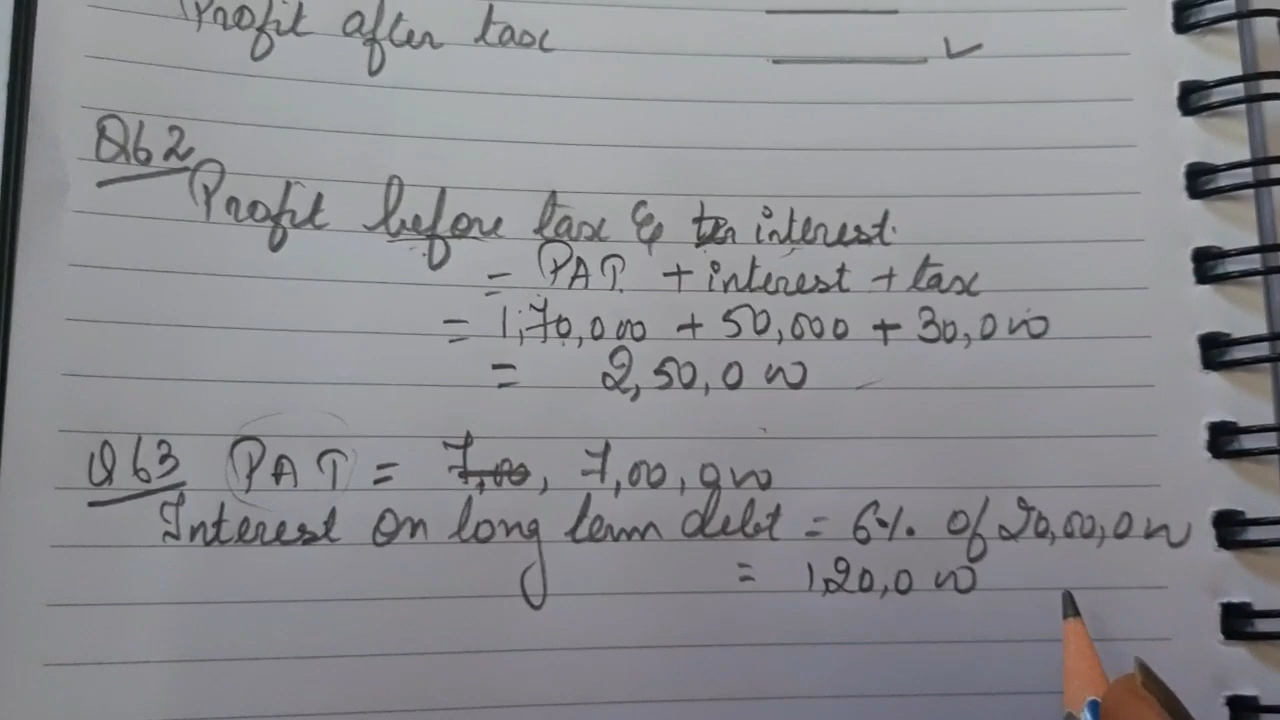 Profit after tax
Q62
Profit before tax & interest.
= PAT + interest + tax
= 1,70,000 + 50,000 + 30,000
= 2,50,000
Q63 PAT = 7,00, 7,00,000
Interest on long term debt = 6% of 20,00,000
= 1,20,000